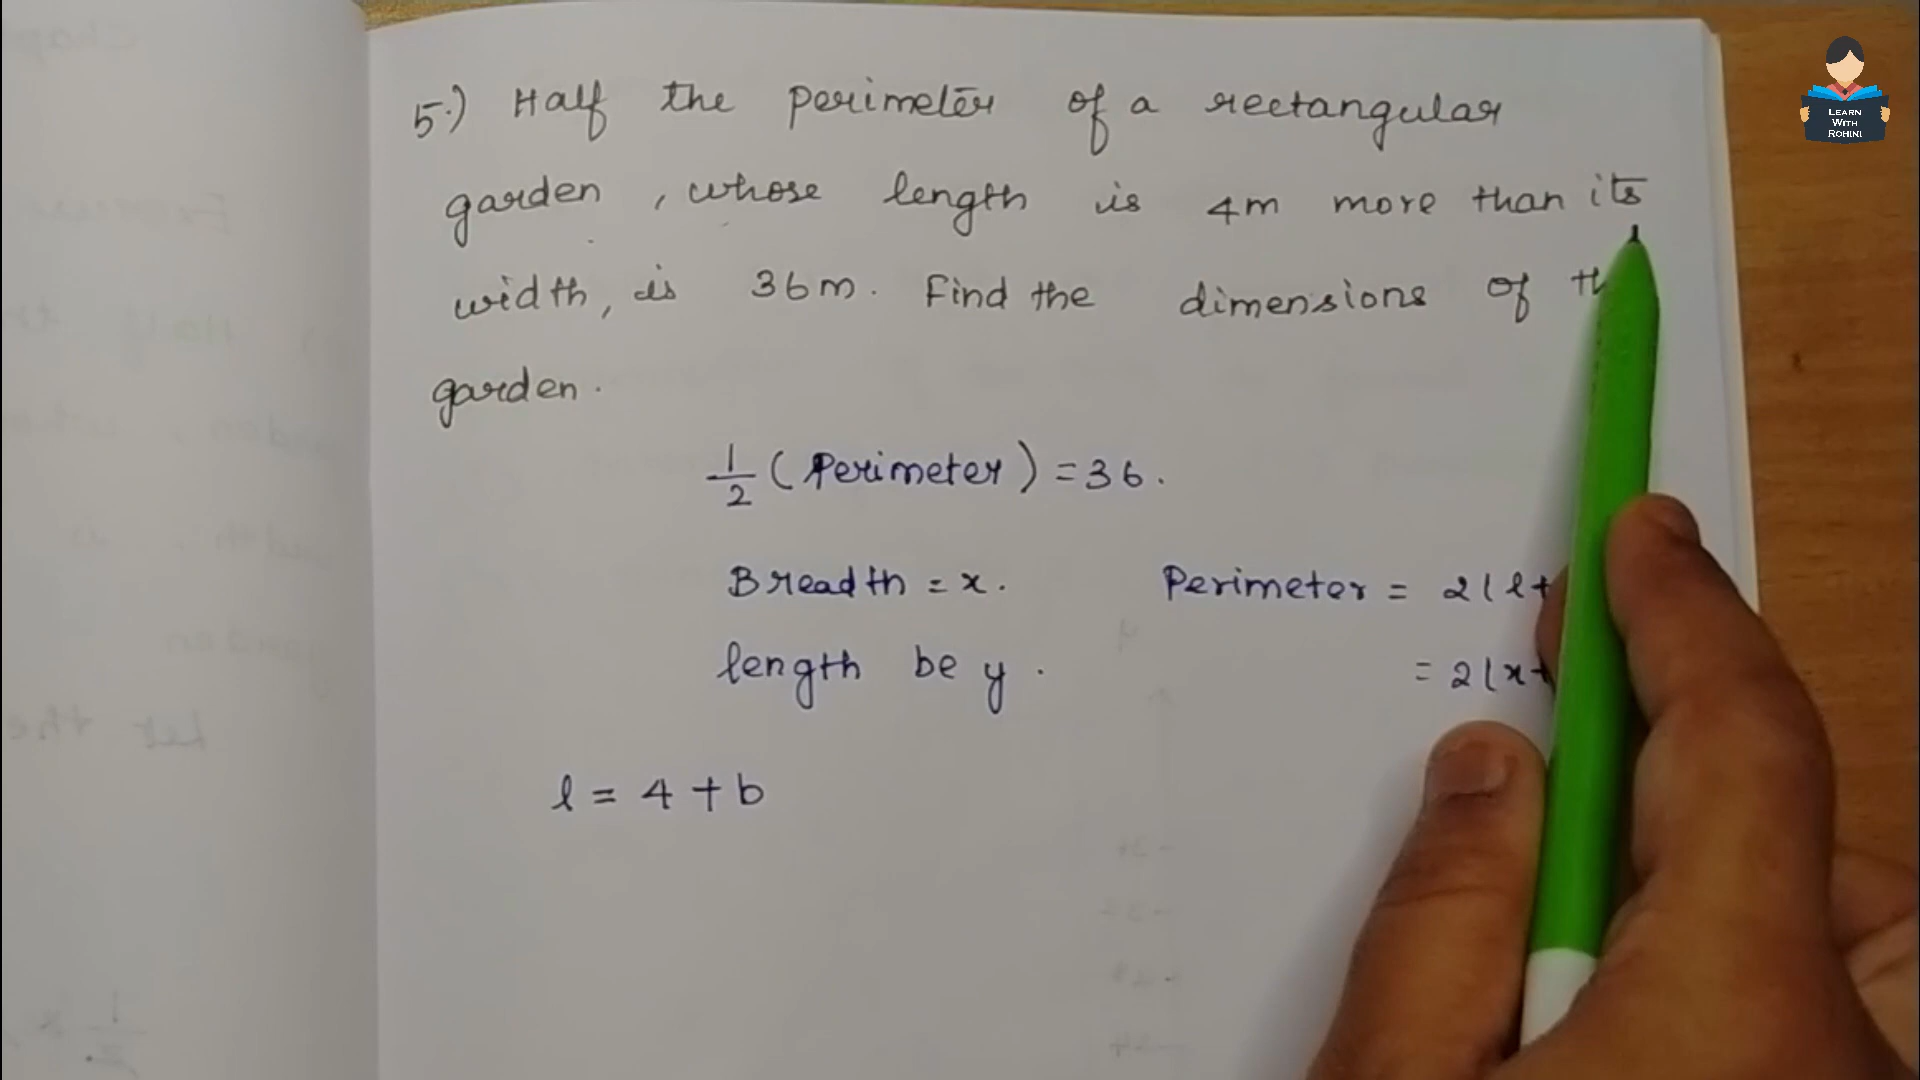 5.) Half the perimeter of a rectangular
garden, whose length is 4m more than its
width, is 36m. Find the dimensions of
garden.
1/2 (Perimeter) = 36.
Breadth = x.
Perimeter = 2(l+
length be y.
= 2(x+
l = 4 + b
LEARN
WITH
ROHINI